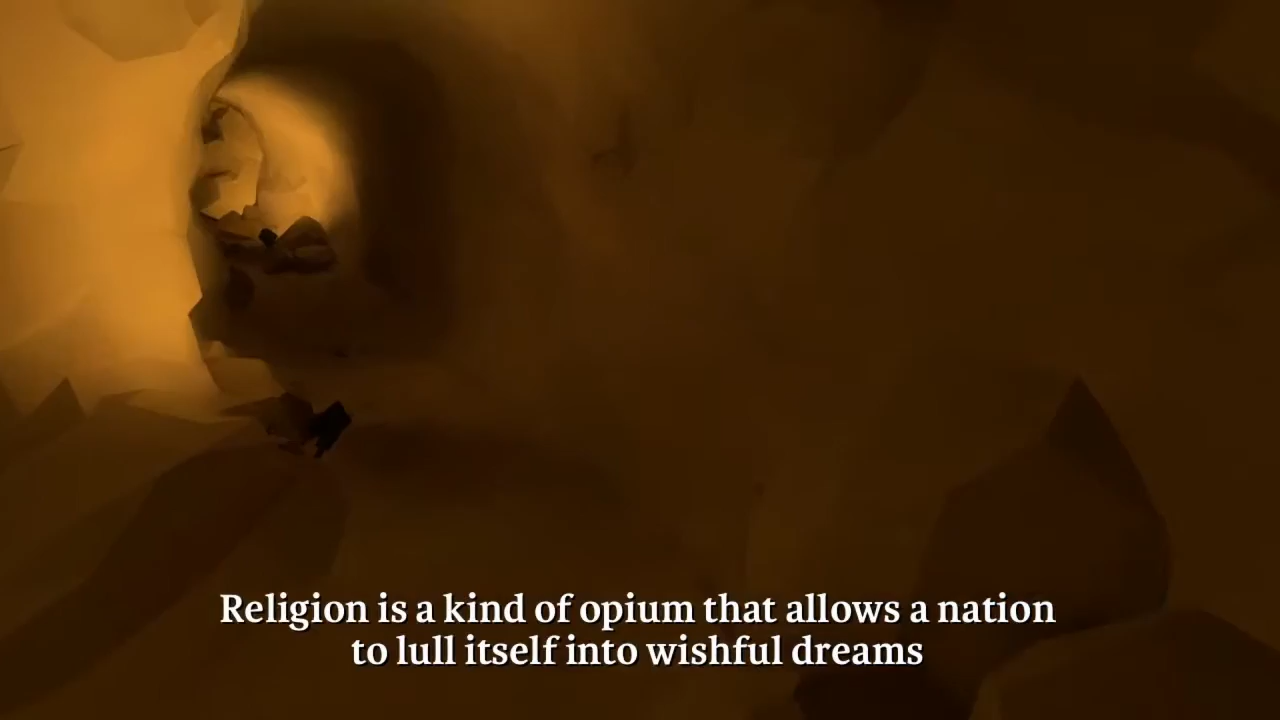 Religion is a kind of opium that allows a nation
to lull itself into wishful dreams